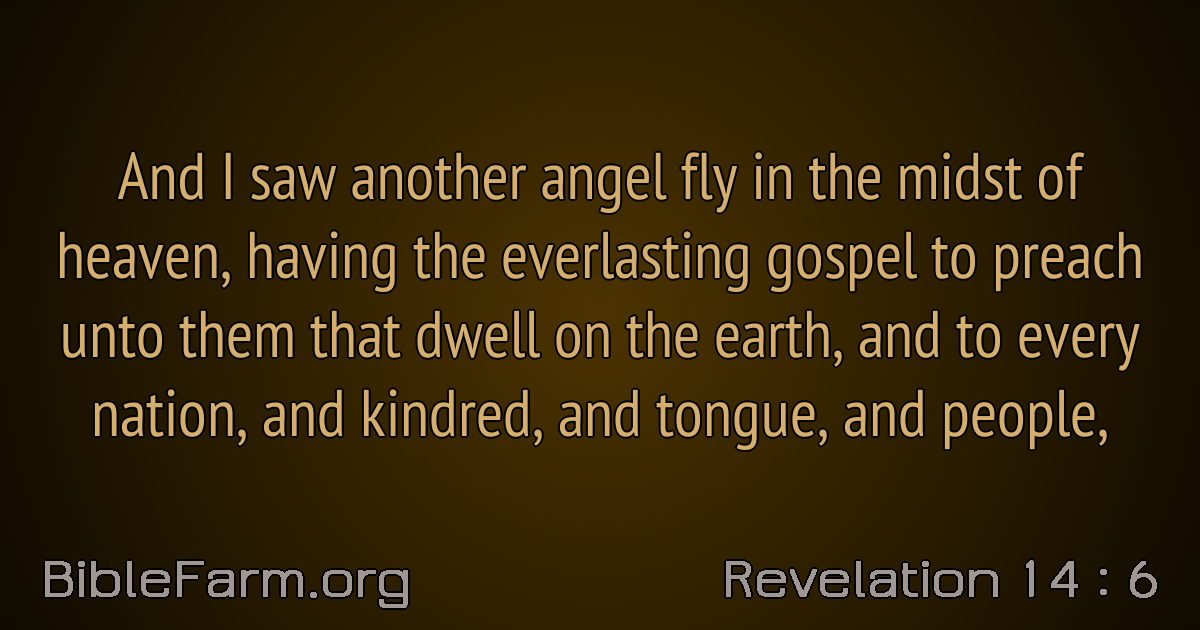 And I saw another angel fly in the midst of
heaven, having the everlasting gospel to preach
unto them that dwell on the earth, and to every
nation, and kindred, and tongue, and people,
BibleFarm.org
Revelation 14 : 6